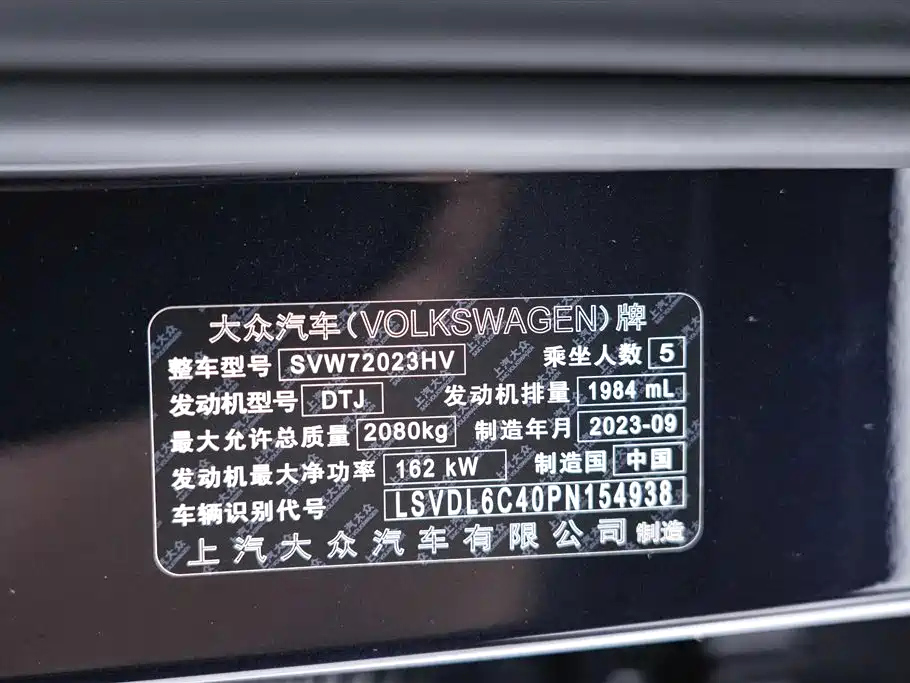 大众汽车(VOLKSWAGEN)牌
整车型号 SVW72023HV 乘坐人数 5
发动机型号 DTJ 发动机排量 1984 mL
最大允许总质量 2080kg 制造年月 2023-09
发动机最大净功率 162 kW 制造国 中国
车辆识别代号 LSVDL6C40PN154938
上汽大众汽车有限公司 制造